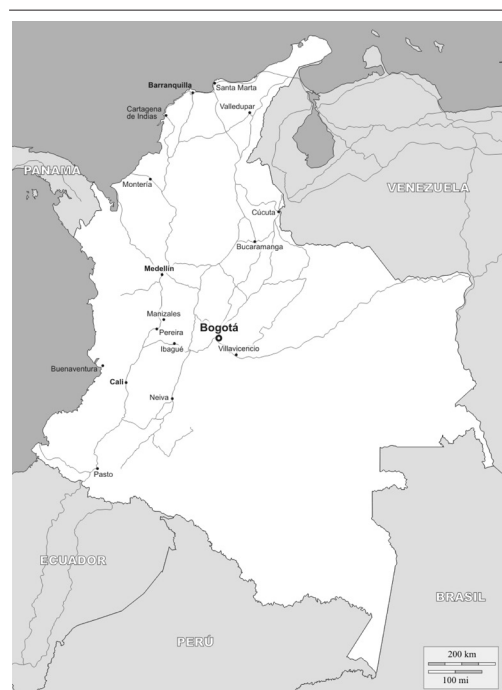 Barranquilla
Santa Marta
Cartagena
de Indias
Valledupar
PANAMÁ
Montería
VENEZUELA
Cúcuta
Bucaramanga
Medellín
Manizales
Pereira
Bogotá
Ibagué
Villavicencio
Buenaventura
Cali
Neiva
Pasto
ECUADOR
BRASIL
PERÚ
200 km
100 mi